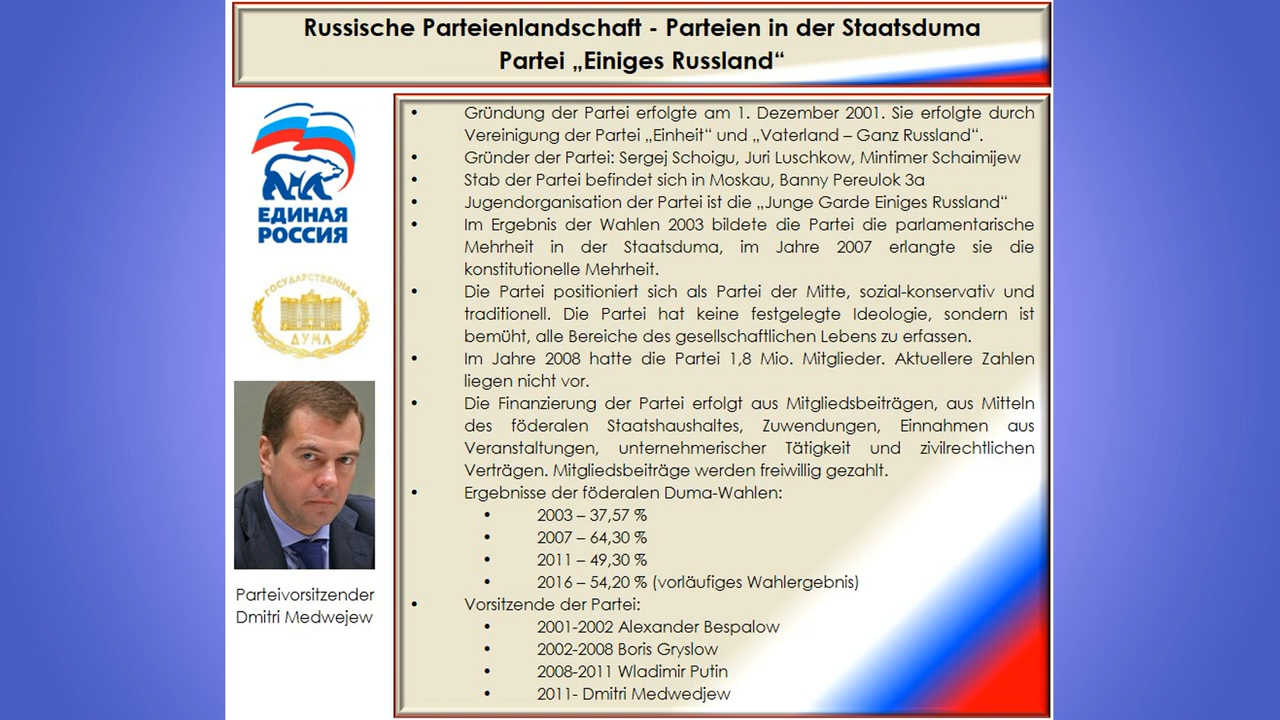 Russische Parteienlandschaft - Parteien in der Staatsduma
Partei „Einiges Russland“
ЕДИНАЯ
РОССИЯ
ГОСУДАРСТВЕННАЯ
ДУМА
Parteivorsitzender
Dmitri Medwejew
• Gründung der Partei erfolgte am 1. Dezember 2001. Sie erfolgte durch
Vereinigung der Partei „Einheit“ und „Vaterland – Ganz Russland“.
• Gründer der Partei: Sergej Schoigu, Juri Luschkow, Mintimer Schaimijew
• Stab der Partei befindet sich in Moskau, Banny Pereulok 3a
• Jugendorganisation der Partei ist die „Junge Garde Einiges Russland“
• Im Ergebnis der Wahlen 2003 bildete die Partei die parlamentarische
Mehrheit in der Staatsduma, im Jahre 2007 erlangte sie die
konstitutionelle Mehrheit.
• Die Partei positioniert sich als Partei der Mitte, sozial-konservativ und
traditionell. Die Partei hat keine festgelegte Ideologie, sondern ist
bemüht, alle Bereiche des gesellschaftlichen Lebens zu erfassen.
• Im Jahre 2008 hatte die Partei 1,8 Mio. Mitglieder. Aktuellere Zahlen
liegen nicht vor.
• Die Finanzierung der Partei erfolgt aus Mitgliedsbeiträgen, aus Mitteln
des föderalen Staatshaushaltes, Zuwendungen, Einnahmen aus
Veranstaltungen, unternehmerischer Tätigkeit und zivilrechtlichen
Verträgen. Mitgliedsbeiträge werden freiwillig gezahlt.
• Ergebnisse der föderalen Duma-Wahlen:
• 2003 – 37,57 %
• 2007 – 64,30 %
• 2011 – 49,30 %
• 2016 – 54,20 % (vorläufiges Wahlergebnis)
• Vorsitzende der Partei:
• 2001-2002 Alexander Bespalow
• 2002-2008 Boris Gryslow
• 2008-2011 Wladimir Putin
• 2011- Dmitri Medwedjew